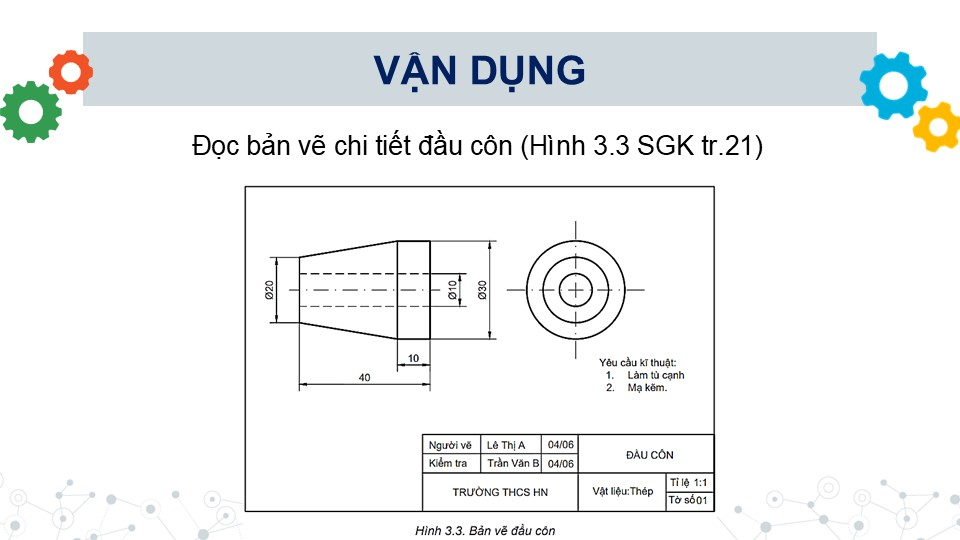 VẬN DỤNG
Đọc bản vẽ chi tiết đầu côn (Hình 3.3 SGK tr.21)
Ø20
Ø10
Ø30
10
40
Yêu cầu kĩ thuật:
1. Làm tù cạnh
2. Mạ kẽm.
Người vẽ Lê Thị A 04/06
Kiểm tra Trần Văn B 04/06
ĐẦU CÔN
TRƯỜNG THCS HN
Vật liệu:Thép
Tỉ lệ 1:1
Tờ số 01
Hình 3.3. Bản vẽ đầu côn